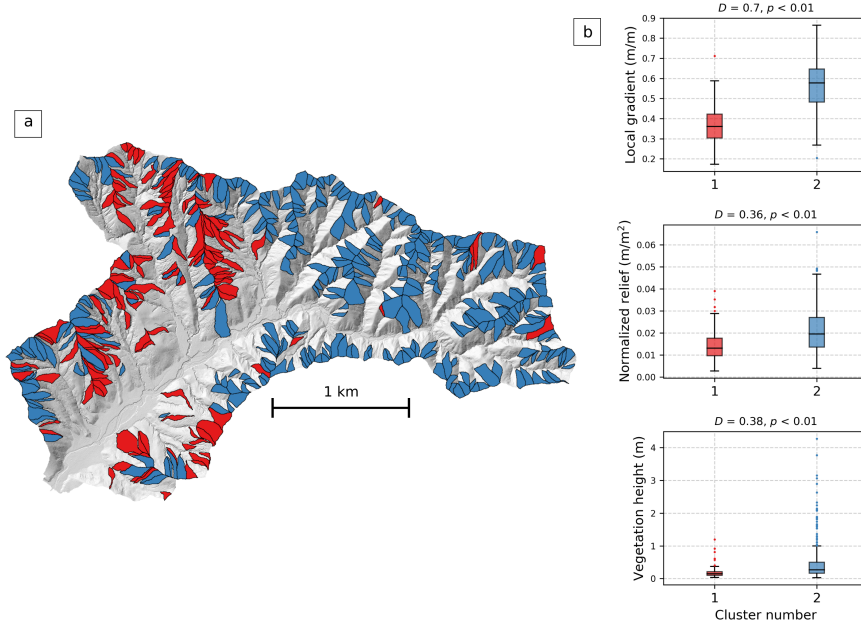 a
1 km
b
D = 0.7, p < 0.01
Local gradient (m/m)
0.9
0.8
0.7
0.6
0.5
0.4
0.3
0.2
1
2
D = 0.36, p < 0.01
Normalized relief (m/m²)
0.06
0.05
0.04
0.03
0.02
0.01
0.00
1
2
D = 0.38, p < 0.01
Vegetation height (m)
4
3
2
1
0
1
2
Cluster number